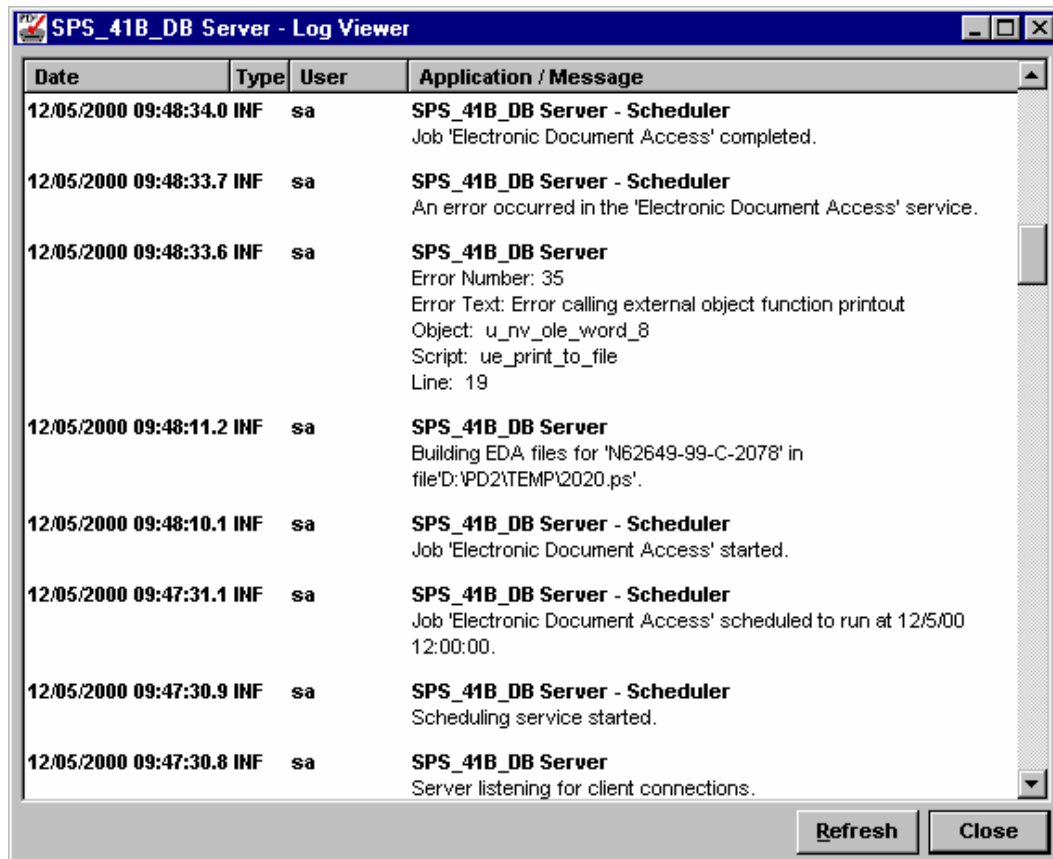 SPS_41B_DB Server - Log Viewer
Date Type User Application / Message
12/05/2000 09:48:34.0 INF sa SPS_41B_DB Server - Scheduler
Job 'Electronic Document Access' completed.
12/05/2000 09:48:33.7 INF sa SPS_41B_DB Server - Scheduler
An error occurred in the 'Electronic Document Access' service.
12/05/2000 09:48:33.6 INF sa SPS_41B_DB Server
Error Number: 35
Error Text: Error calling external object function printout
Object: u_nv_ole_word_8
Script: ue_print_to_file
Line: 19
12/05/2000 09:48:11.2 INF sa SPS_41B_DB Server
Building EDA files for 'N62649-99-C-2078' in
file'D:\PD2\TEMP\2020.ps'.
12/05/2000 09:48:10.1 INF sa SPS_41B_DB Server - Scheduler
Job 'Electronic Document Access' started.
12/05/2000 09:47:31.1 INF sa SPS_41B_DB Server - Scheduler
Job 'Electronic Document Access' scheduled to run at 12/5/00
12:00:00.
12/05/2000 09:47:30.9 INF sa SPS_41B_DB Server - Scheduler
Scheduling service started.
12/05/2000 09:47:30.8 INF sa SPS_41B_DB Server
Server listening for client connections.
Refresh Close